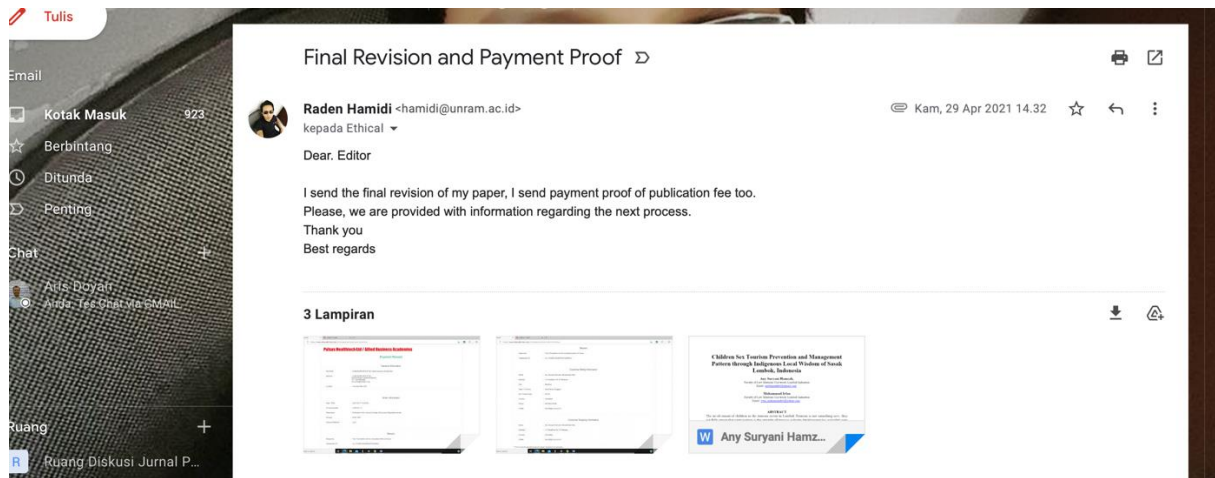 Tulis
Email
Kotak Masuk 923
Berbintang
Ditunda
Penting
Chat
Aris Doyan
Anda: Tes Chat via GMAIL
Ruang
R Ruang Diskusi Jurnal P...
Final Revision and Payment Proof
Raden Hamidi <hamidi@unram.ac.id> Kam, 29 Apr 2021 14.32
kepada Ethical
Dear. Editor
I send the final revision of my paper, I send payment proof of publication fee too.
Please, we are provided with information regarding the next process.
Thank you
Best regards
3 Lampiran
Children Sex Tourism Prevention and Management
Pattern through Indigenous Local Wisdom of Sasak
Lombok, Indonesia
ABSTRACT
W Any Suryani Hamz...